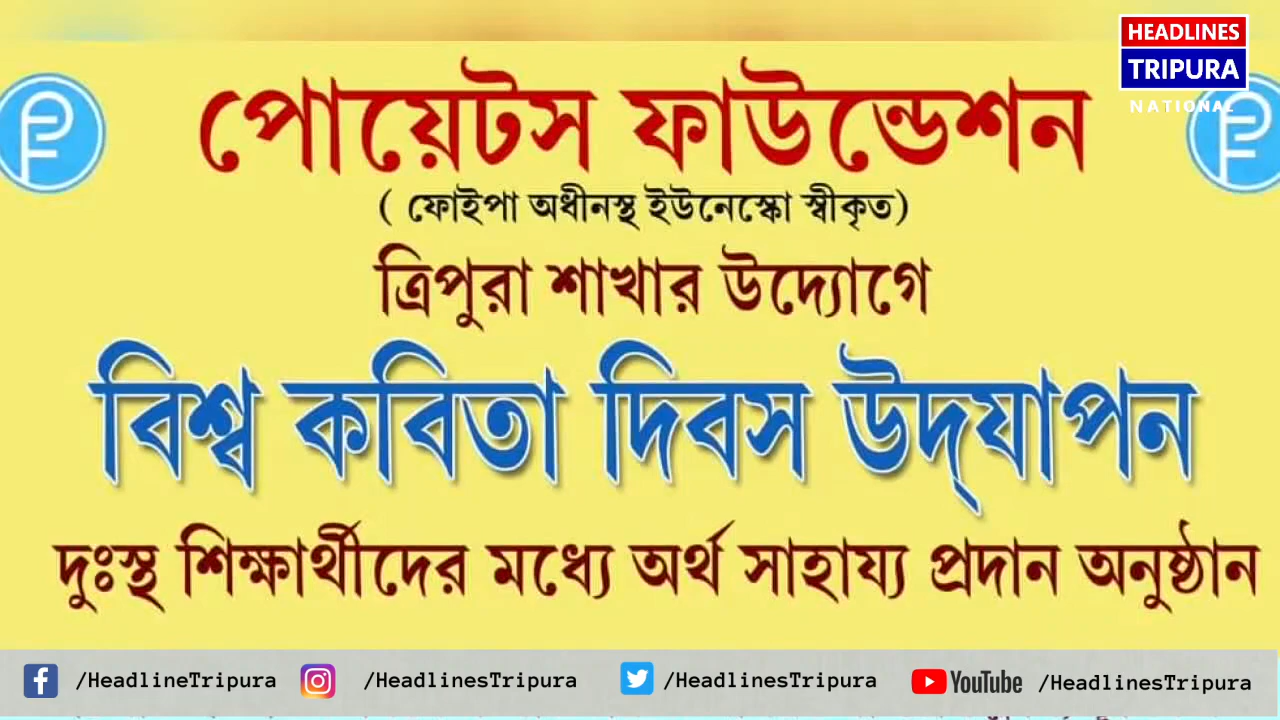 HEADLINES
TRIPURA
NATIONAL
পোয়েটস ফাউন্ডেশন
( ফোইপা অধীনস্থ ইউনেস্কো স্বীকৃত)
ত্রিপুরা শাখার উদ্যোগে
বিশ্ব কবিতা দিবস উদ্‌যাপন
দুঃস্থ শিক্ষার্থীদের মধ্যে অর্থ সাহায্য প্রদান অনুষ্ঠান
/HeadlineTripura /HeadlinesTripura /HeadlinesTripura YouTube /HeadlinesTripura